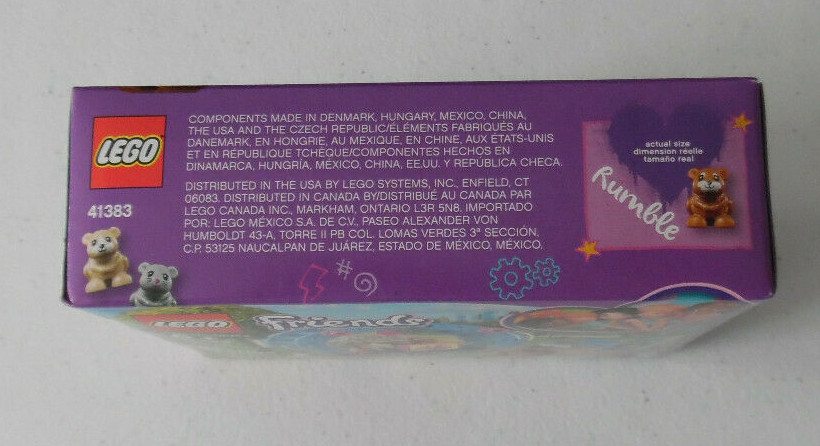 LEGO
41383
COMPONENTS MADE IN DENMARK, HUNGARY, MEXICO, CHINA,
THE USA AND THE CZECH REPUBLIC/ÉLÉMENTS FABRIQUÉS AU
DANEMARK, EN HONGRIE, AU MEXIQUE, EN CHINE, AUX ÉTATS-UNIS
ET EN RÉPUBLIQUE TCHÈQUE/COMPONENTES HECHOS EN
DINAMARCA, HUNGRÍA, MÉXICO, CHINA, EE.UU. Y REPÚBLICA CHECA.
DISTRIBUTED IN THE USA BY LEGO SYSTEMS, INC., ENFIELD, CT
06083. DISTRIBUTED IN CANADA BY/DISTRIBUÉ AU CANADA PAR
LEGO CANADA INC., MARKHAM, ONTARIO L3R 5N8. IMPORTADO
POR: LEGO MÉXICO S.A. DE C.V., PASEO ALEXANDER VON
HUMBOLDT 43-A, TORRE II PB COL. LOMAS VERDES 3ª SECCIÓN,
C.P. 53125 NAUCALPAN DE JUÁREZ, ESTADO DE MÉXICO, MÉXICO.
actual size
dimension réelle
tamaño real
Rumble
#
LEGO
Friends